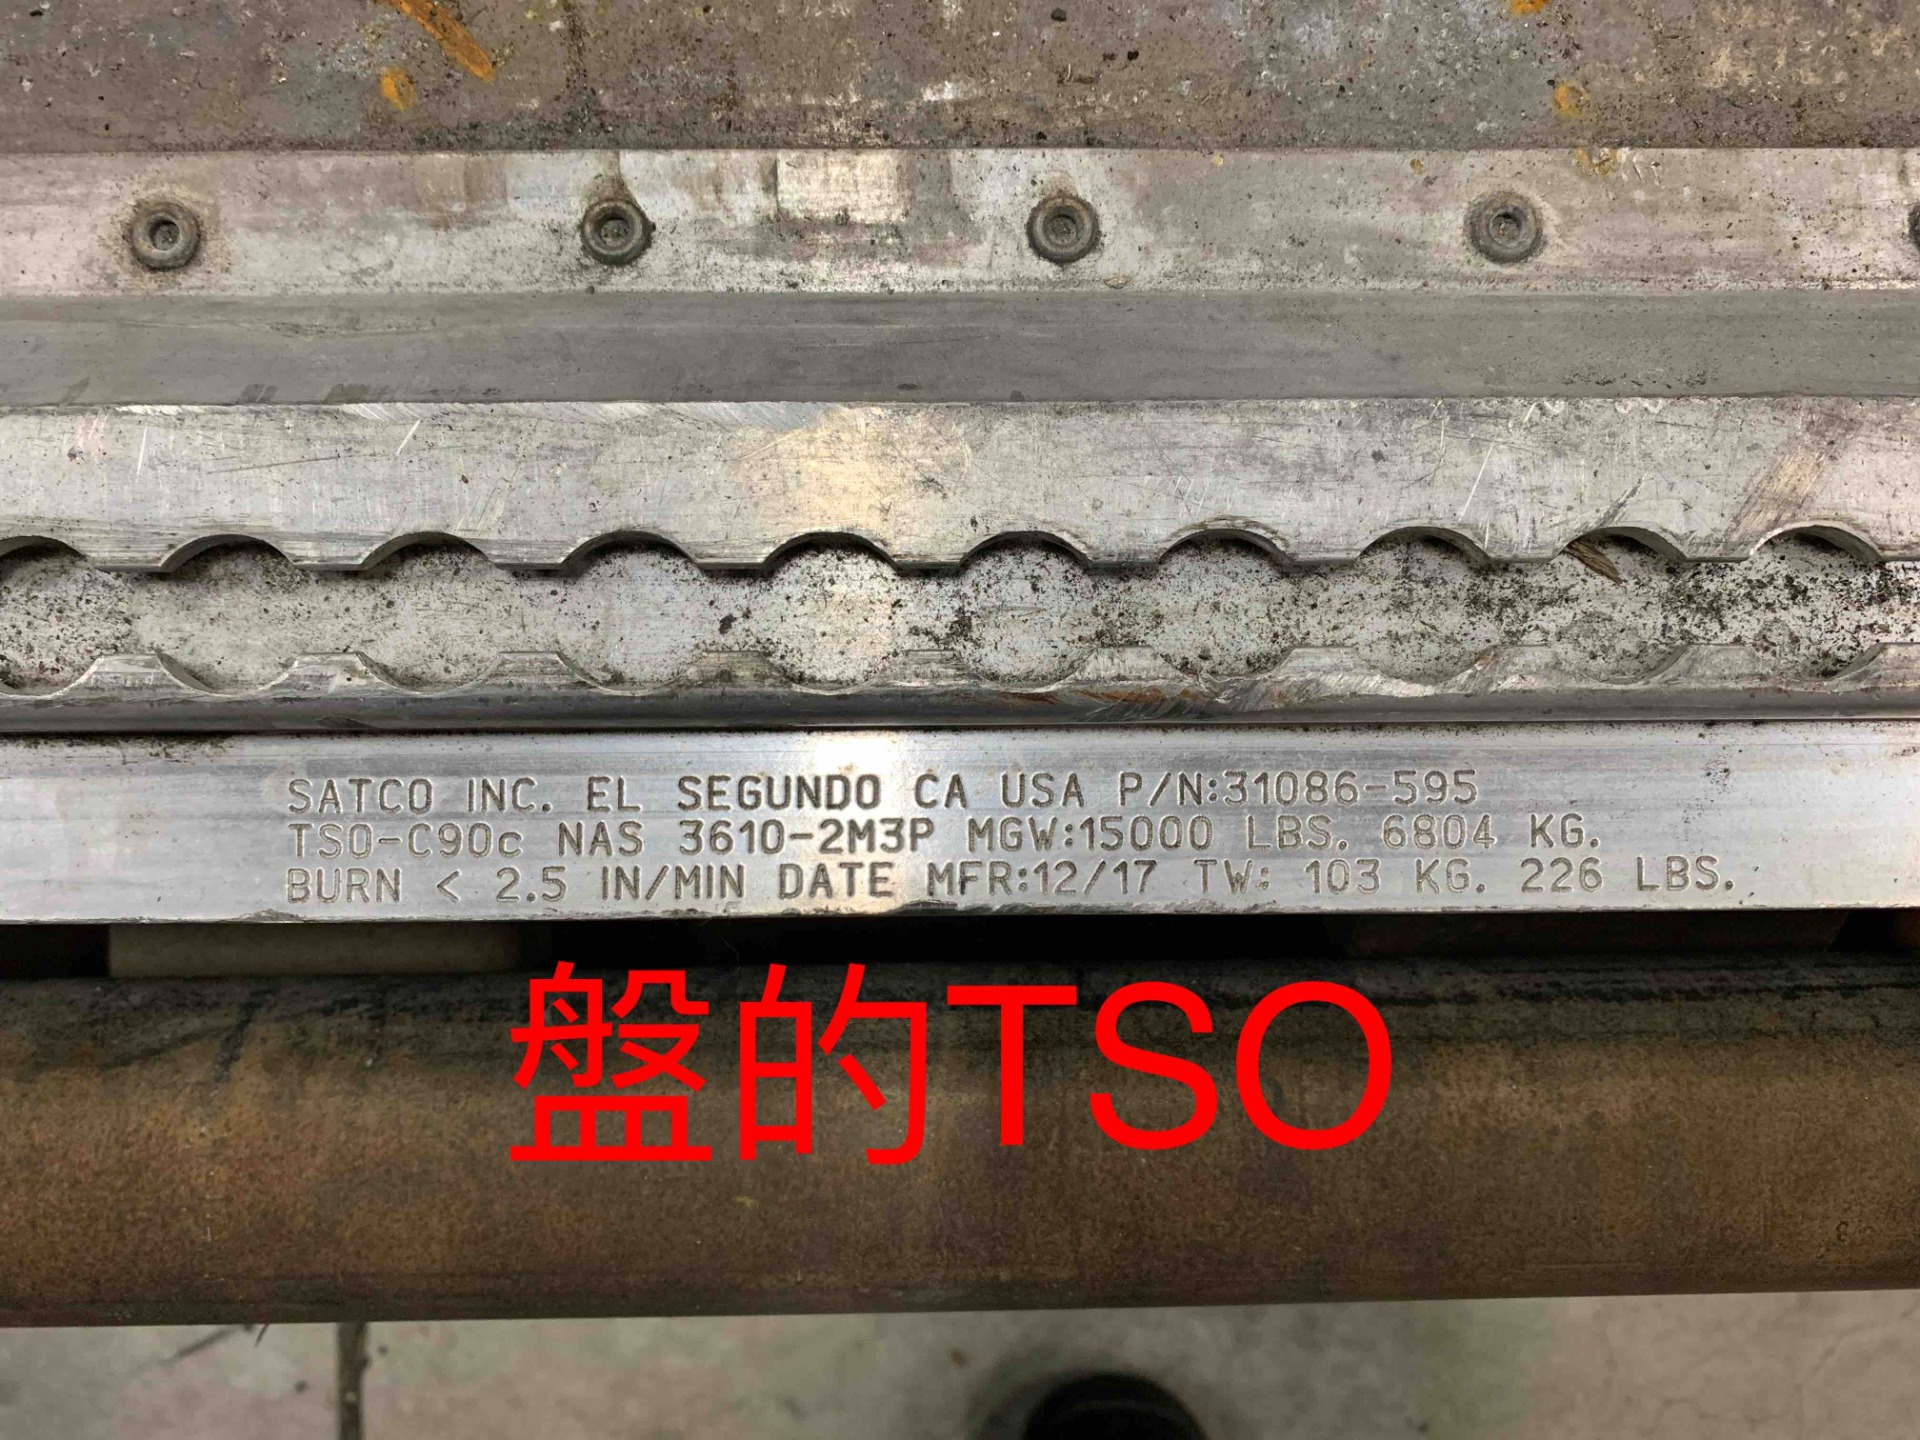 SATCO INC. EL SEGUNDO CA USA P/N:31086-595
TSO-C90c NAS 3610-2M3P MGW:15000 LBS. 6804 KG.
BURN < 2.5 IN/MIN DATE MFR:12/17 TW: 103 KG. 226 LBS.
盤的TSO